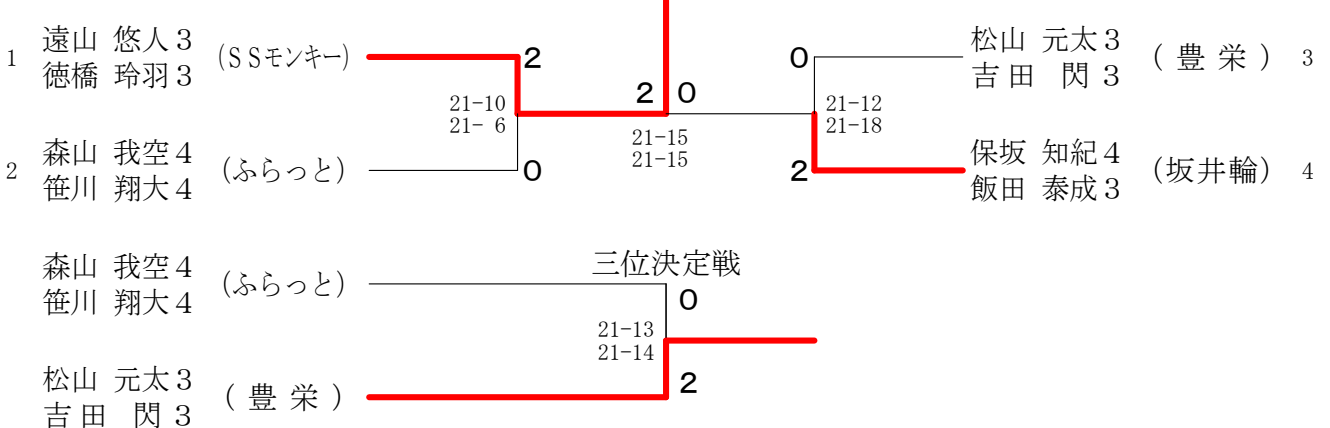 1 遠山 悠人3 (SSモンキー) 2 0 松山 元太3 (豊栄) 3
徳橋 玲羽3 吉田 閃3
21-10 2 0 21-12
21- 6 21-15 21-18
21-15
2 森山 我空4 (ふらっと) 0 2 保坂 知紀4 (坂井輪) 4
笹川 翔大4 飯田 泰成3
森山 我空4 (ふらっと) 三位決定戦
笹川 翔大4 0
21-13
21-14
松山 元太3 (豊栄) 2
吉田 閃3